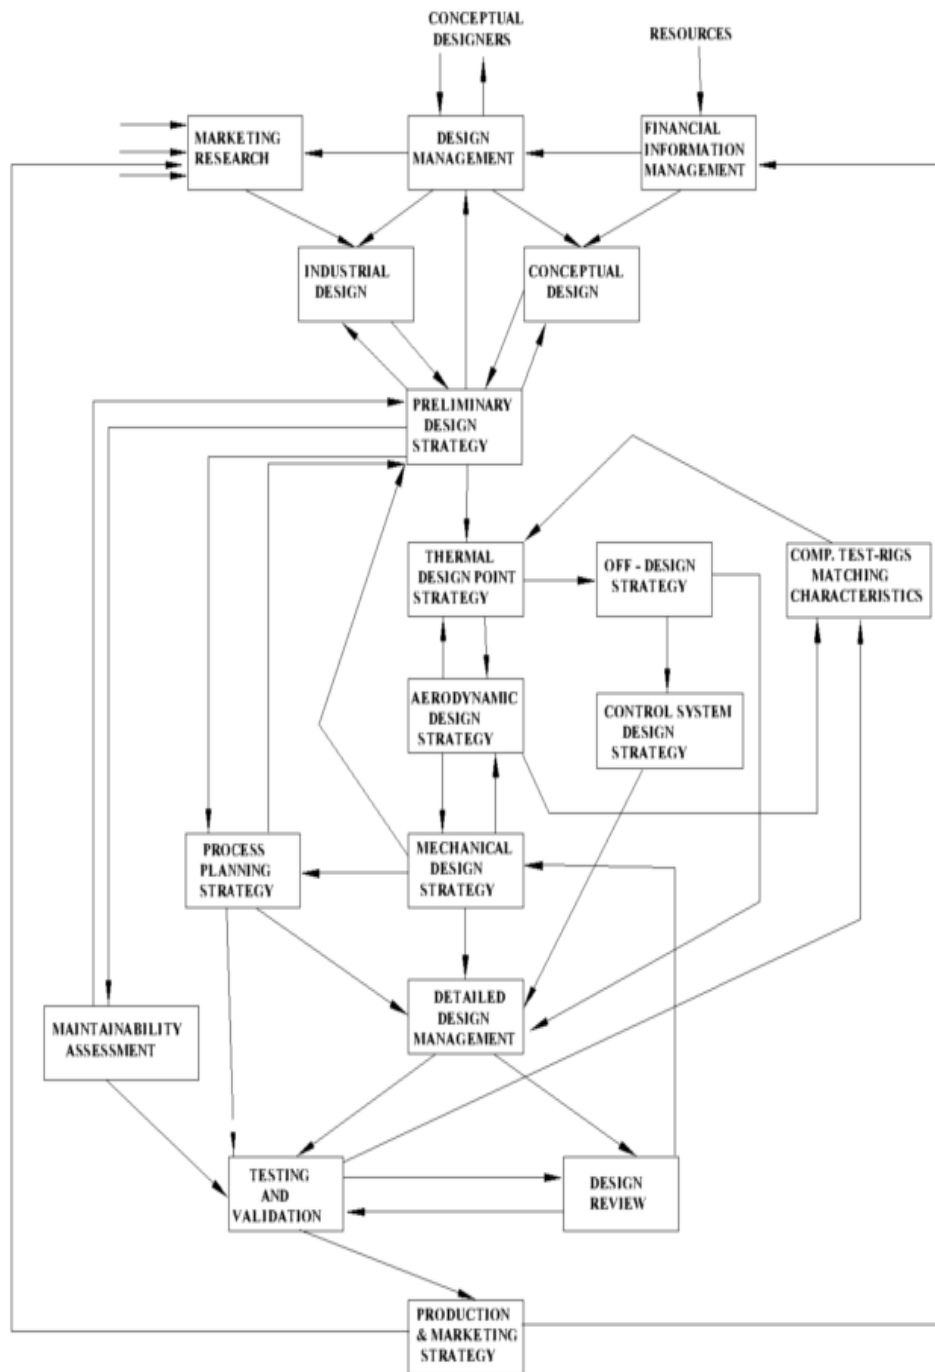 CONCEPTUAL
DESIGNERS
RESOURCES
MARKETING
RESEARCH
DESIGN
MANAGEMENT
FINANCIAL
INFORMATION
MANAGEMENT
INDUSTRIAL
DESIGN
CONCEPTUAL
DESIGN
PRELIMINARY
DESIGN
STRATEGY
THERMAL
DESIGN POINT
STRATEGY
OFF - DESIGN
STRATEGY
COMP. TEST-RIGS
MATCHING
CHARACTERISTICS
AERODYNAMIC
DESIGN
STRATEGY
CONTROL SYSTEM
DESIGN
STRATEGY
PROCESS
PLANNING
STRATEGY
MECHANICAL
DESIGN
STRATEGY
DETAILED
DESIGN
MANAGEMENT
MAINTAINABILITY
ASSESSMENT
TESTING
AND
VALIDATION
DESIGN
REVIEW
PRODUCTION
& MARKETING
STRATEGY